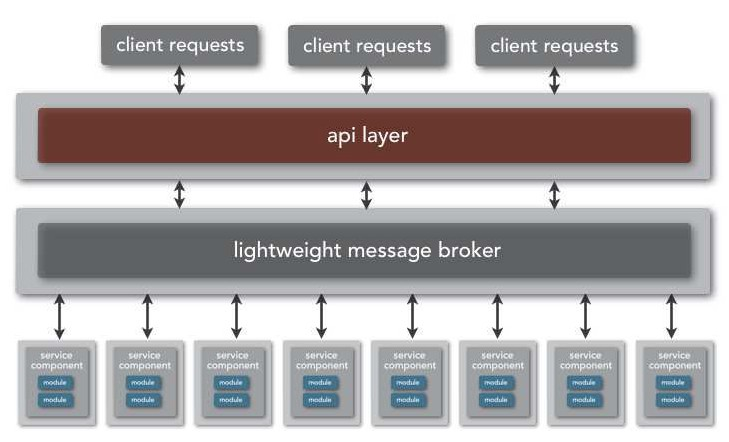 client requests
client requests
client requests
api layer
lightweight message broker
service
component
module
module
service
component
module
module
service
component
module
module
service
component
module
module
service
component
module
module
service
component
module
module
service
component
module
module
service
component
module
module